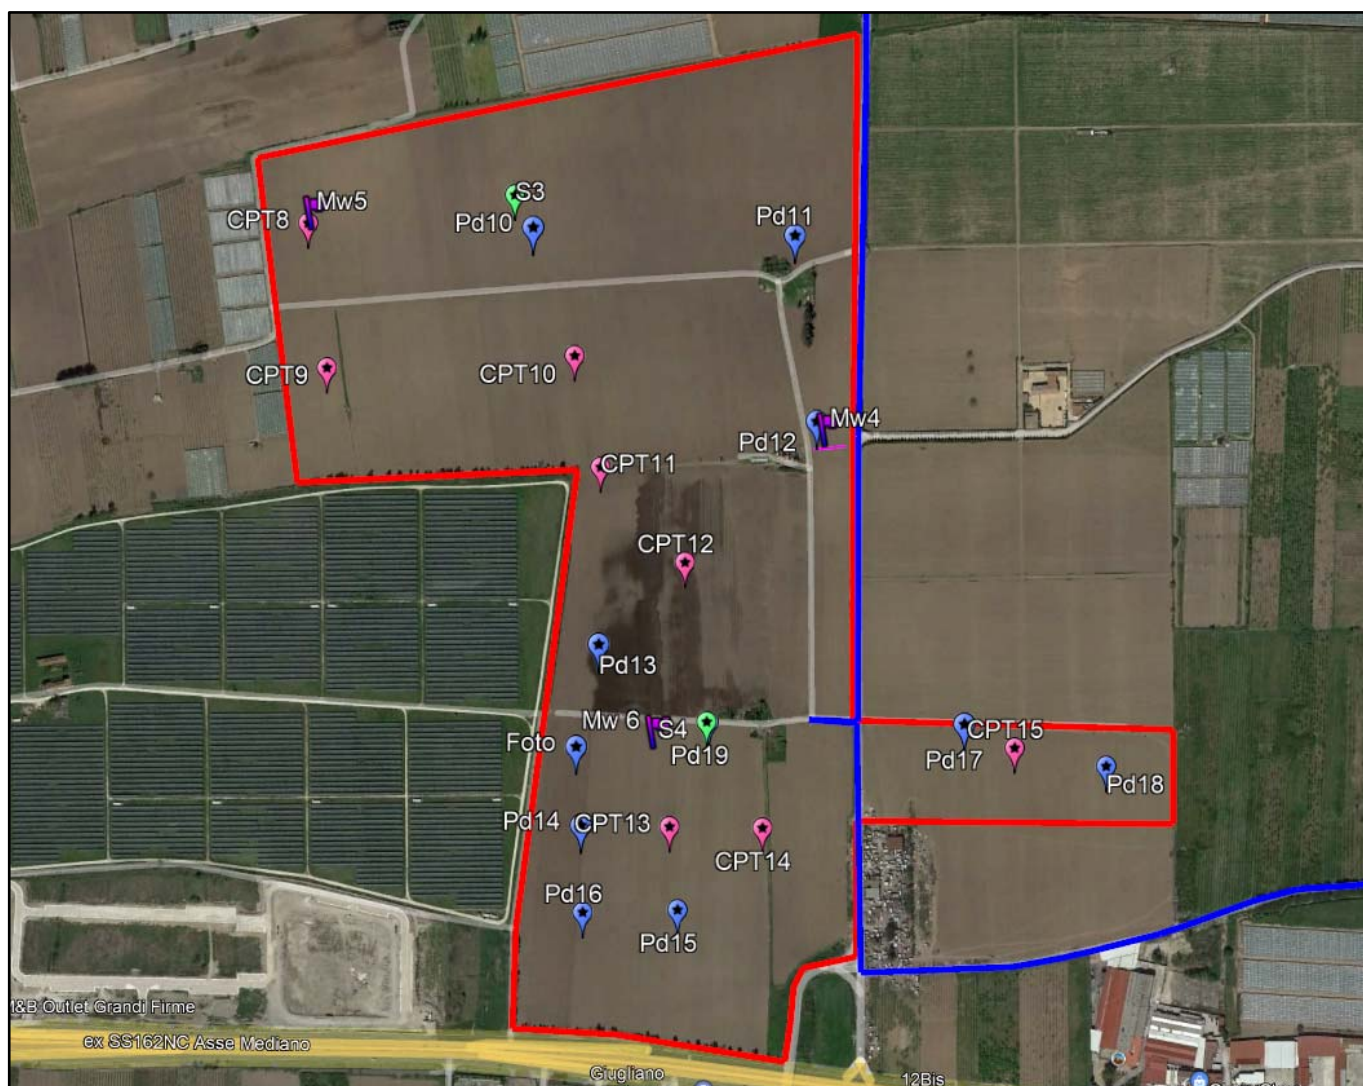 S3
Mw5
CPT8
Pd10
Pd11
CPT9
CPT10
Mw4
Pd12
CPT11
CPT12
Pd13
Mw 6
S4
Foto
Pd19
CPT15
Pd17
Pd18
Pd14
CPT13
CPT14
Pd16
Pd15
M&B Outlet Grandi Firme
ex SS162NC Asse Mediano
Giugliano
12Bis